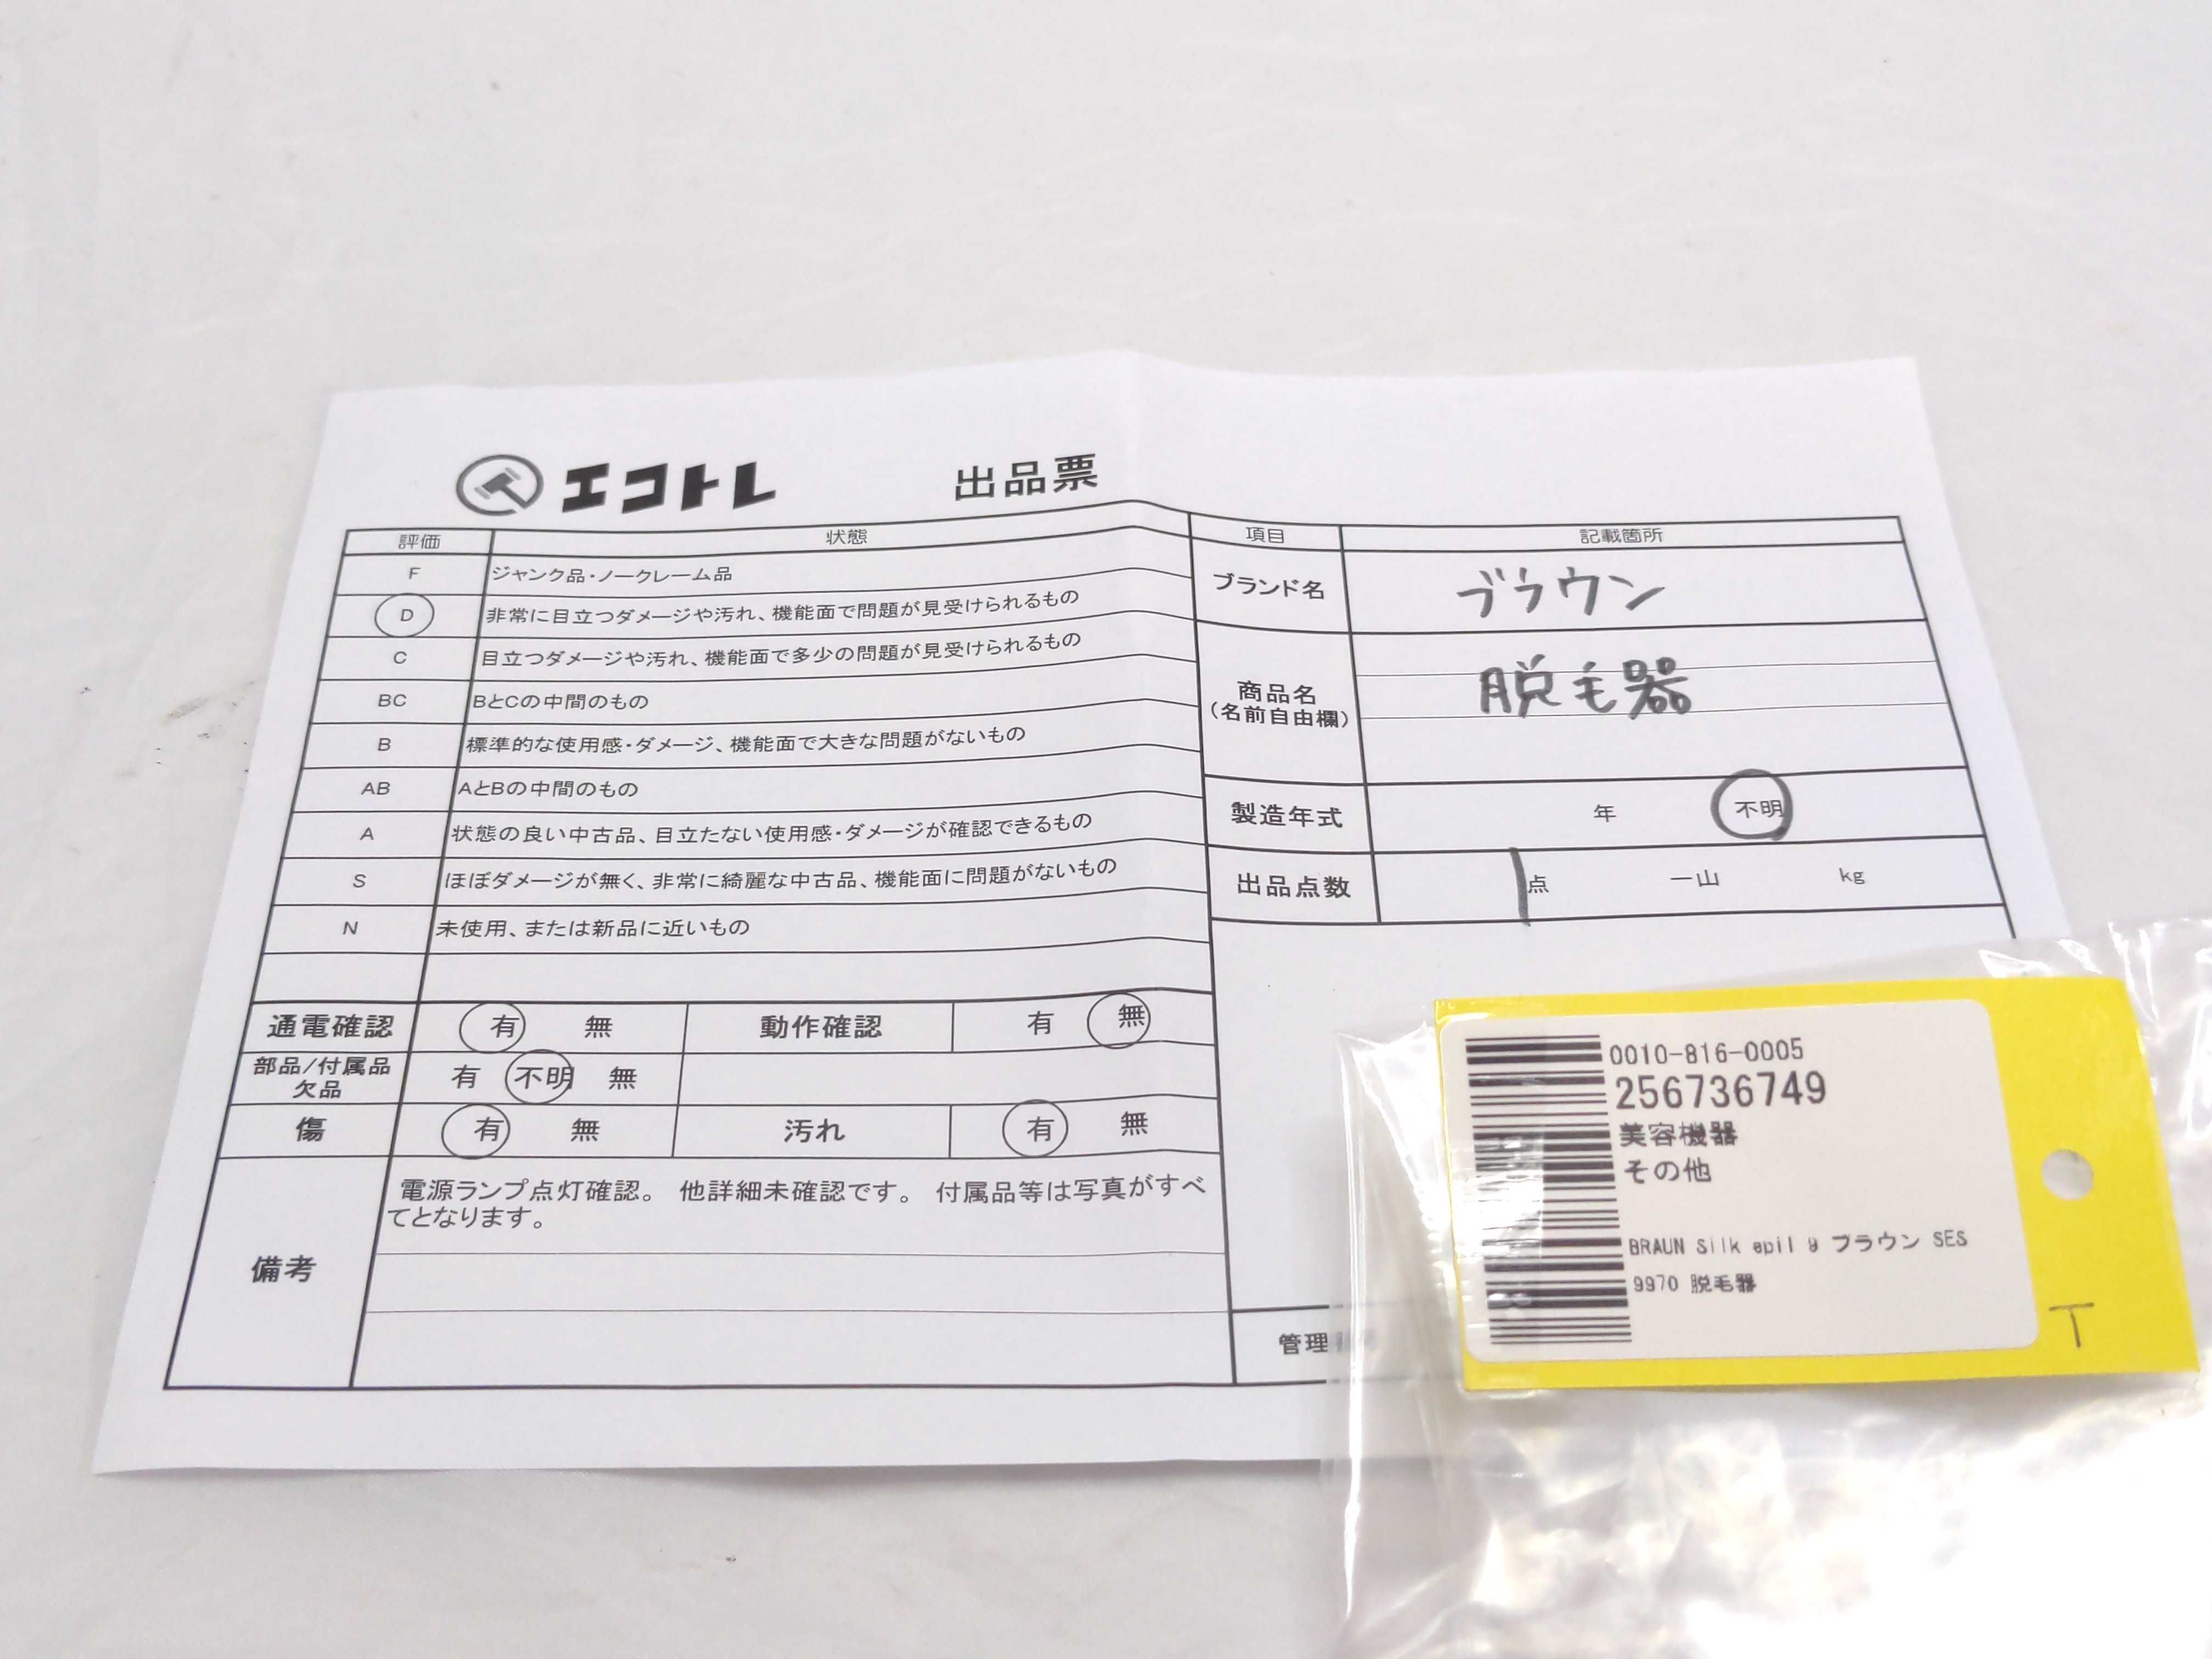 エコトレ 出品票
評価 状態
F ジャンク品・ノークレーム品
D 非常に目立つダメージや汚れ、機能面で問題が見受けられるもの
C 目立つダメージや汚れ、機能面で多少の問題が見受けられるもの
BC BとCの中間のもの
B 標準的な使用感・ダメージ、機能面で大きな問題がないもの
AB AとBの中間のもの
A 状態の良い中古品、目立たない使用感・ダメージが確認できるもの
S ほぼダメージが無く、非常に綺麗な中古品、機能面に問題がないもの
N 未使用、または新品に近いもの
通電確認 有 無 動作確認 有 無
部品/付属品
欠品
有 不明 無
傷 有 無 汚れ 有 無
備考
電源ランプ点灯確認。 他詳細未確認です。 付属品等は写真がすべ
てとなります。
項目 記載箇所
ブランド名 ブラウン
商品名
(名前自由欄)
脱毛器
製造年式 年 不明
出品点数 1点 一山 kg
管理
0010-816-0005
256736749
美容機器
その他
BRAUN Silk epil 9 ブラウン SES
9970 脱毛器
T